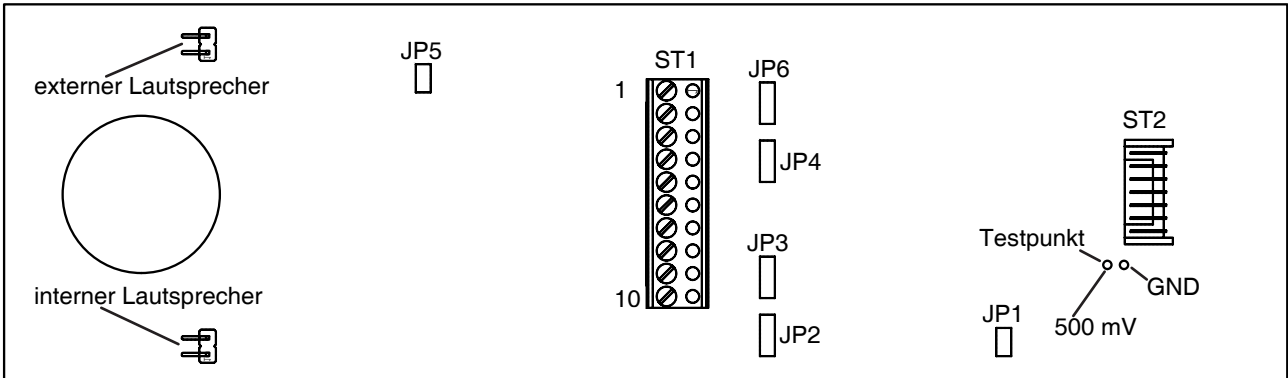 externer Lautsprecher
interner Lautsprecher
JP5
ST1
1
10
JP6
JP4
JP3
JP2
ST2
Testpunkt
GND
500 mV
JP1